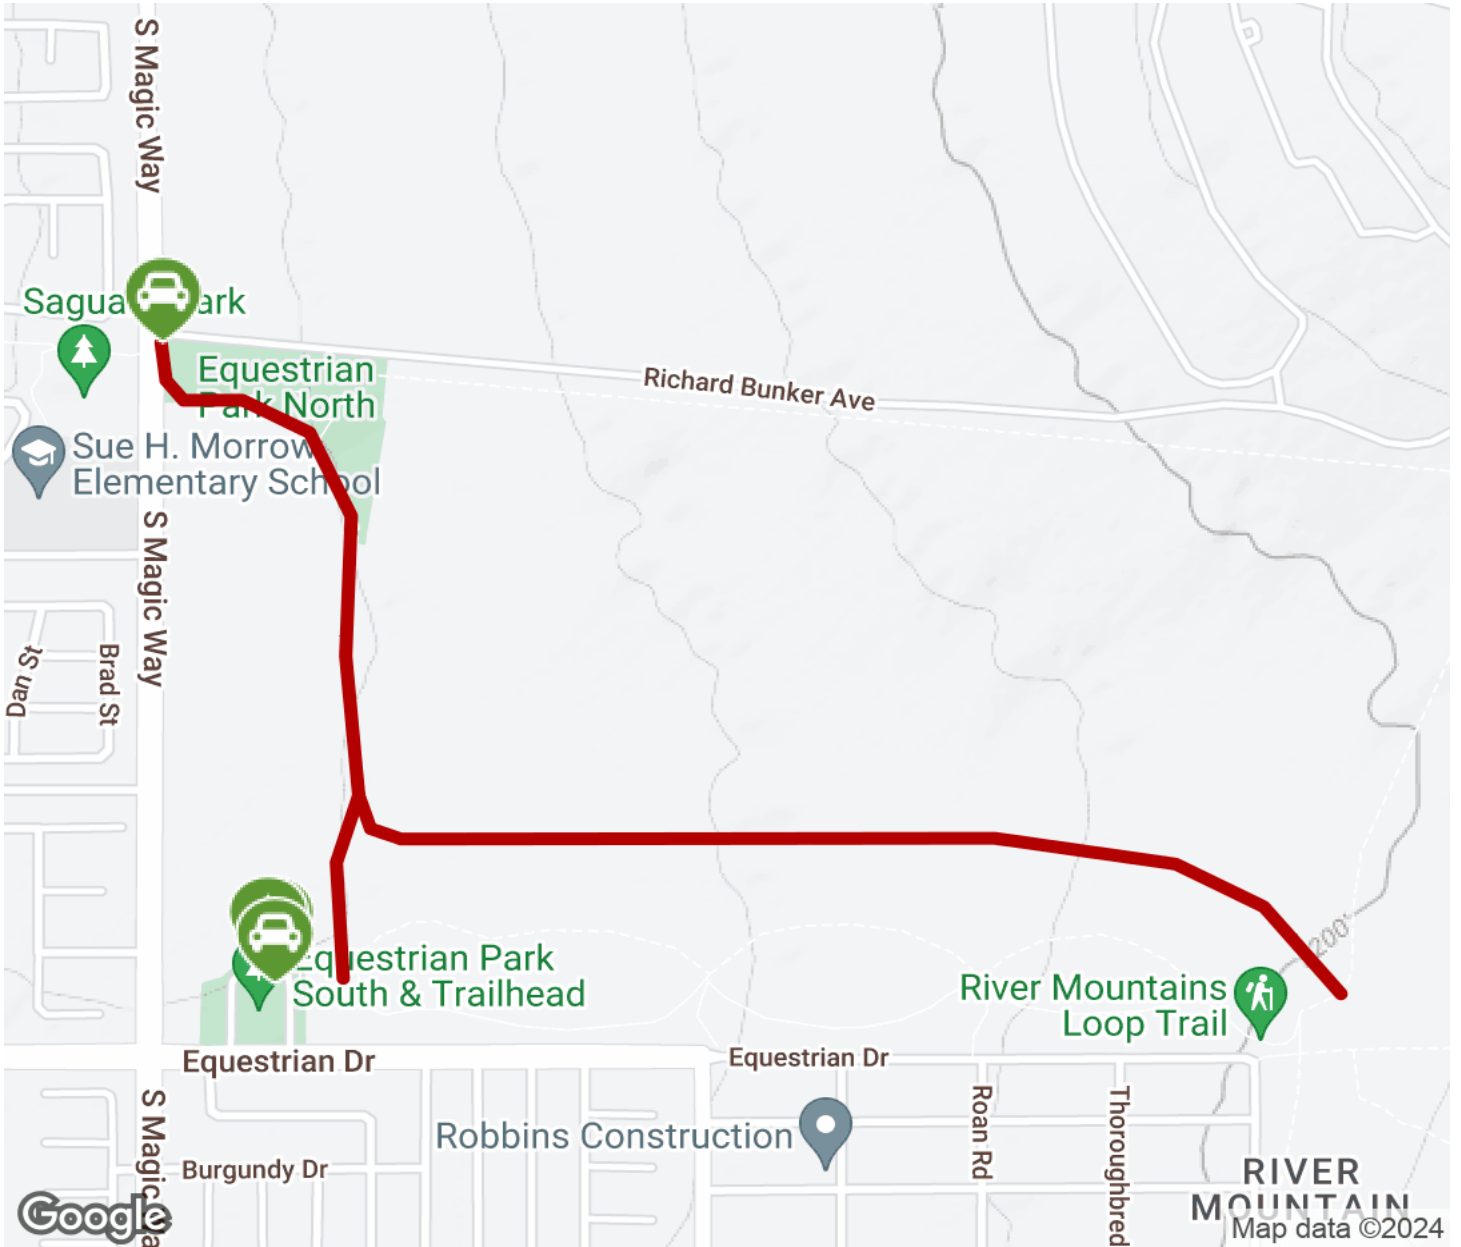 S Magic Way
Sagua
ark
Equestrian
Park North
Richard Bunker Ave
Sue H. Morrow
Elementary School
S Magic Way
Dan St
Brad St
200'
Equestrian Park
South & Trailhead
River Mountains
Loop Trail
Equestrian Dr
Equestrian Dr
S Magic Wa
Roan Rd
Thoroughbred
Robbins Construction
Burgundy Dr
RIVER
MOUNTAIN
Google
Map data ©2024